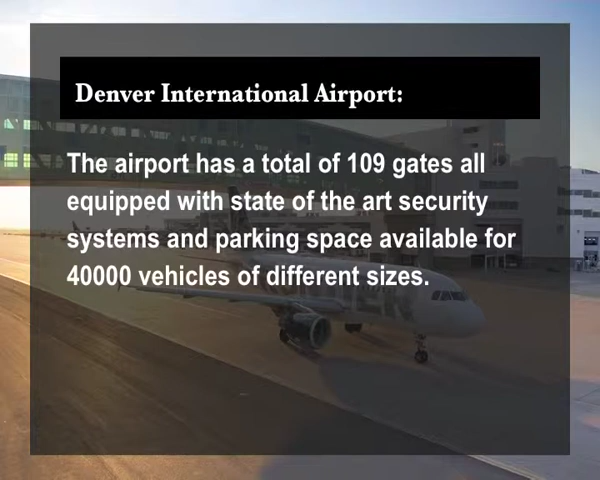 Denver International Airport:
The airport has a total of 109 gates all
equipped with state of the art security
systems and parking space available for
40000 vehicles of different sizes.